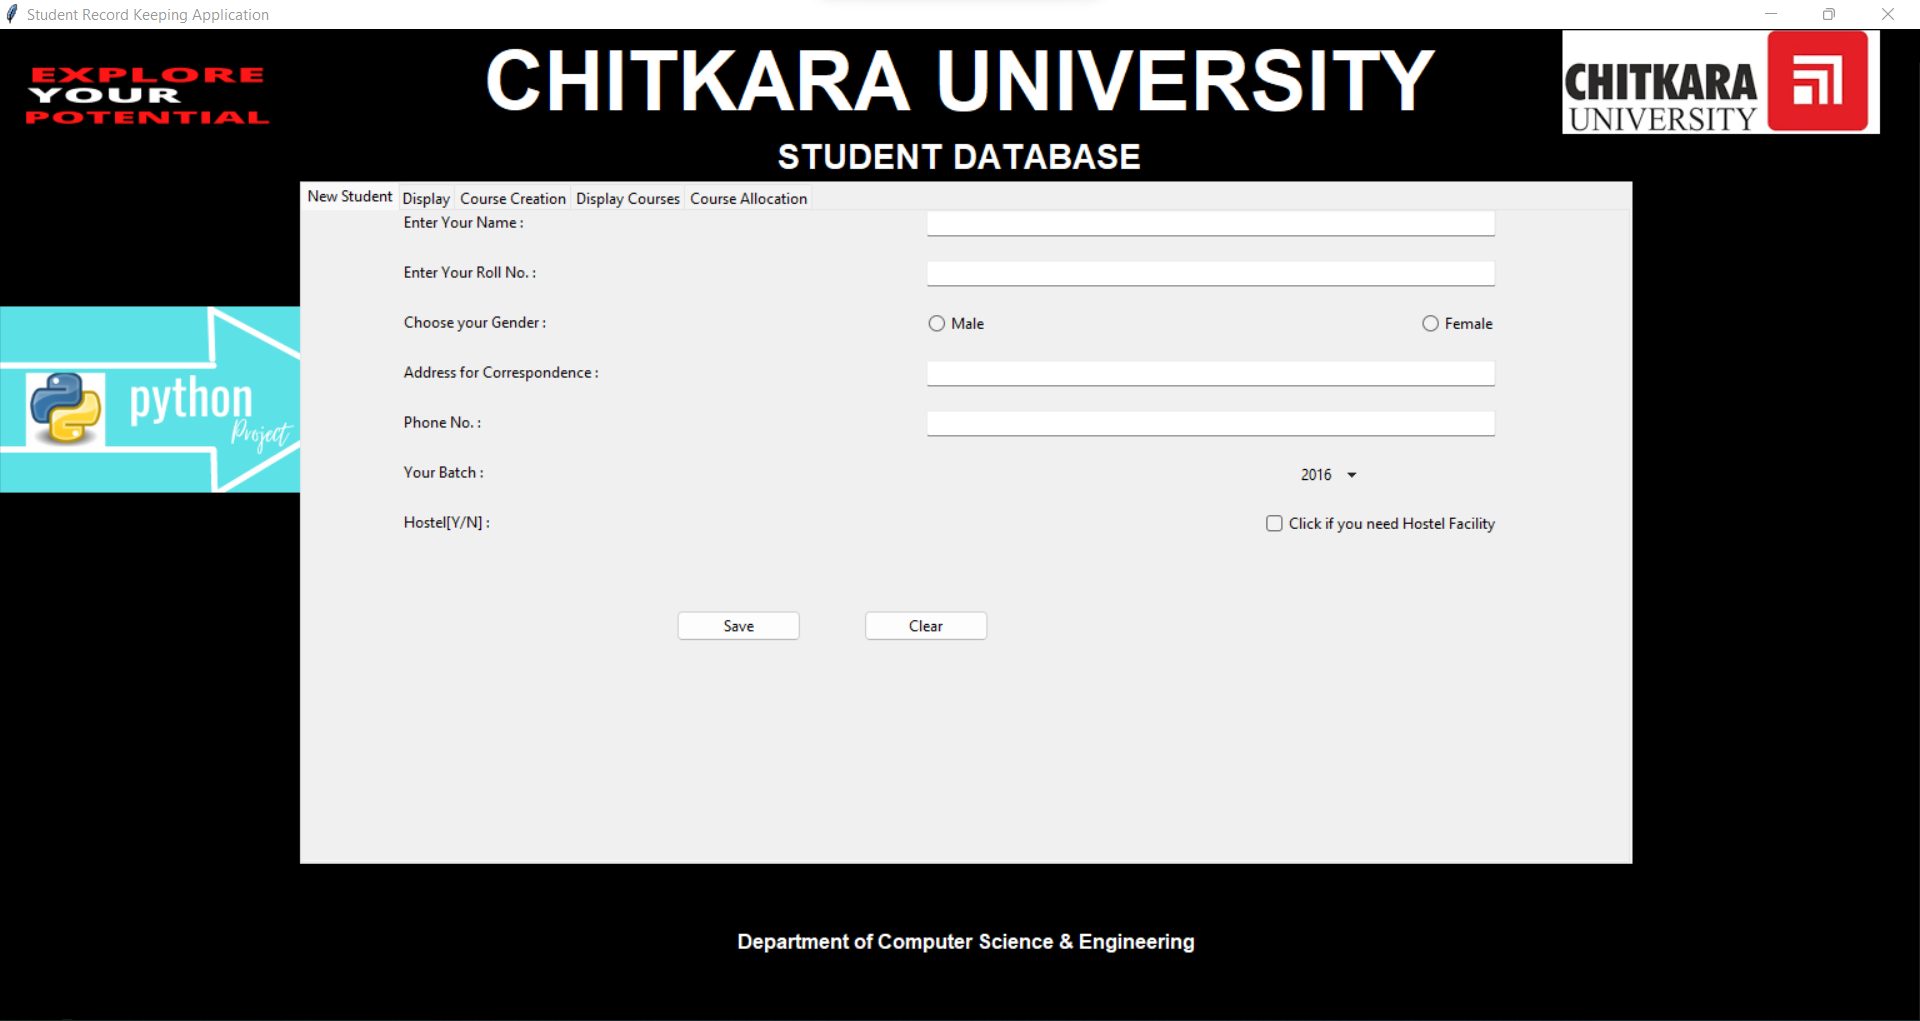 Student Record Keeping Application
EXPLORE
YOUR
POTENTIAL
CHITKARA UNIVERSITY
STUDENT DATABASE
CHITKARA
UNIVERSITY
New Student Display Course Creation Display Courses Course Allocation
Enter Your Name :
Enter Your Roll No. :
Choose your Gender : Male Female
Address for Correspondence :
Phone No. :
Your Batch : 2016
Hostel[Y/N] : Click if you need Hostel Facility
python
Project
Save Clear
Department of Computer Science & Engineering